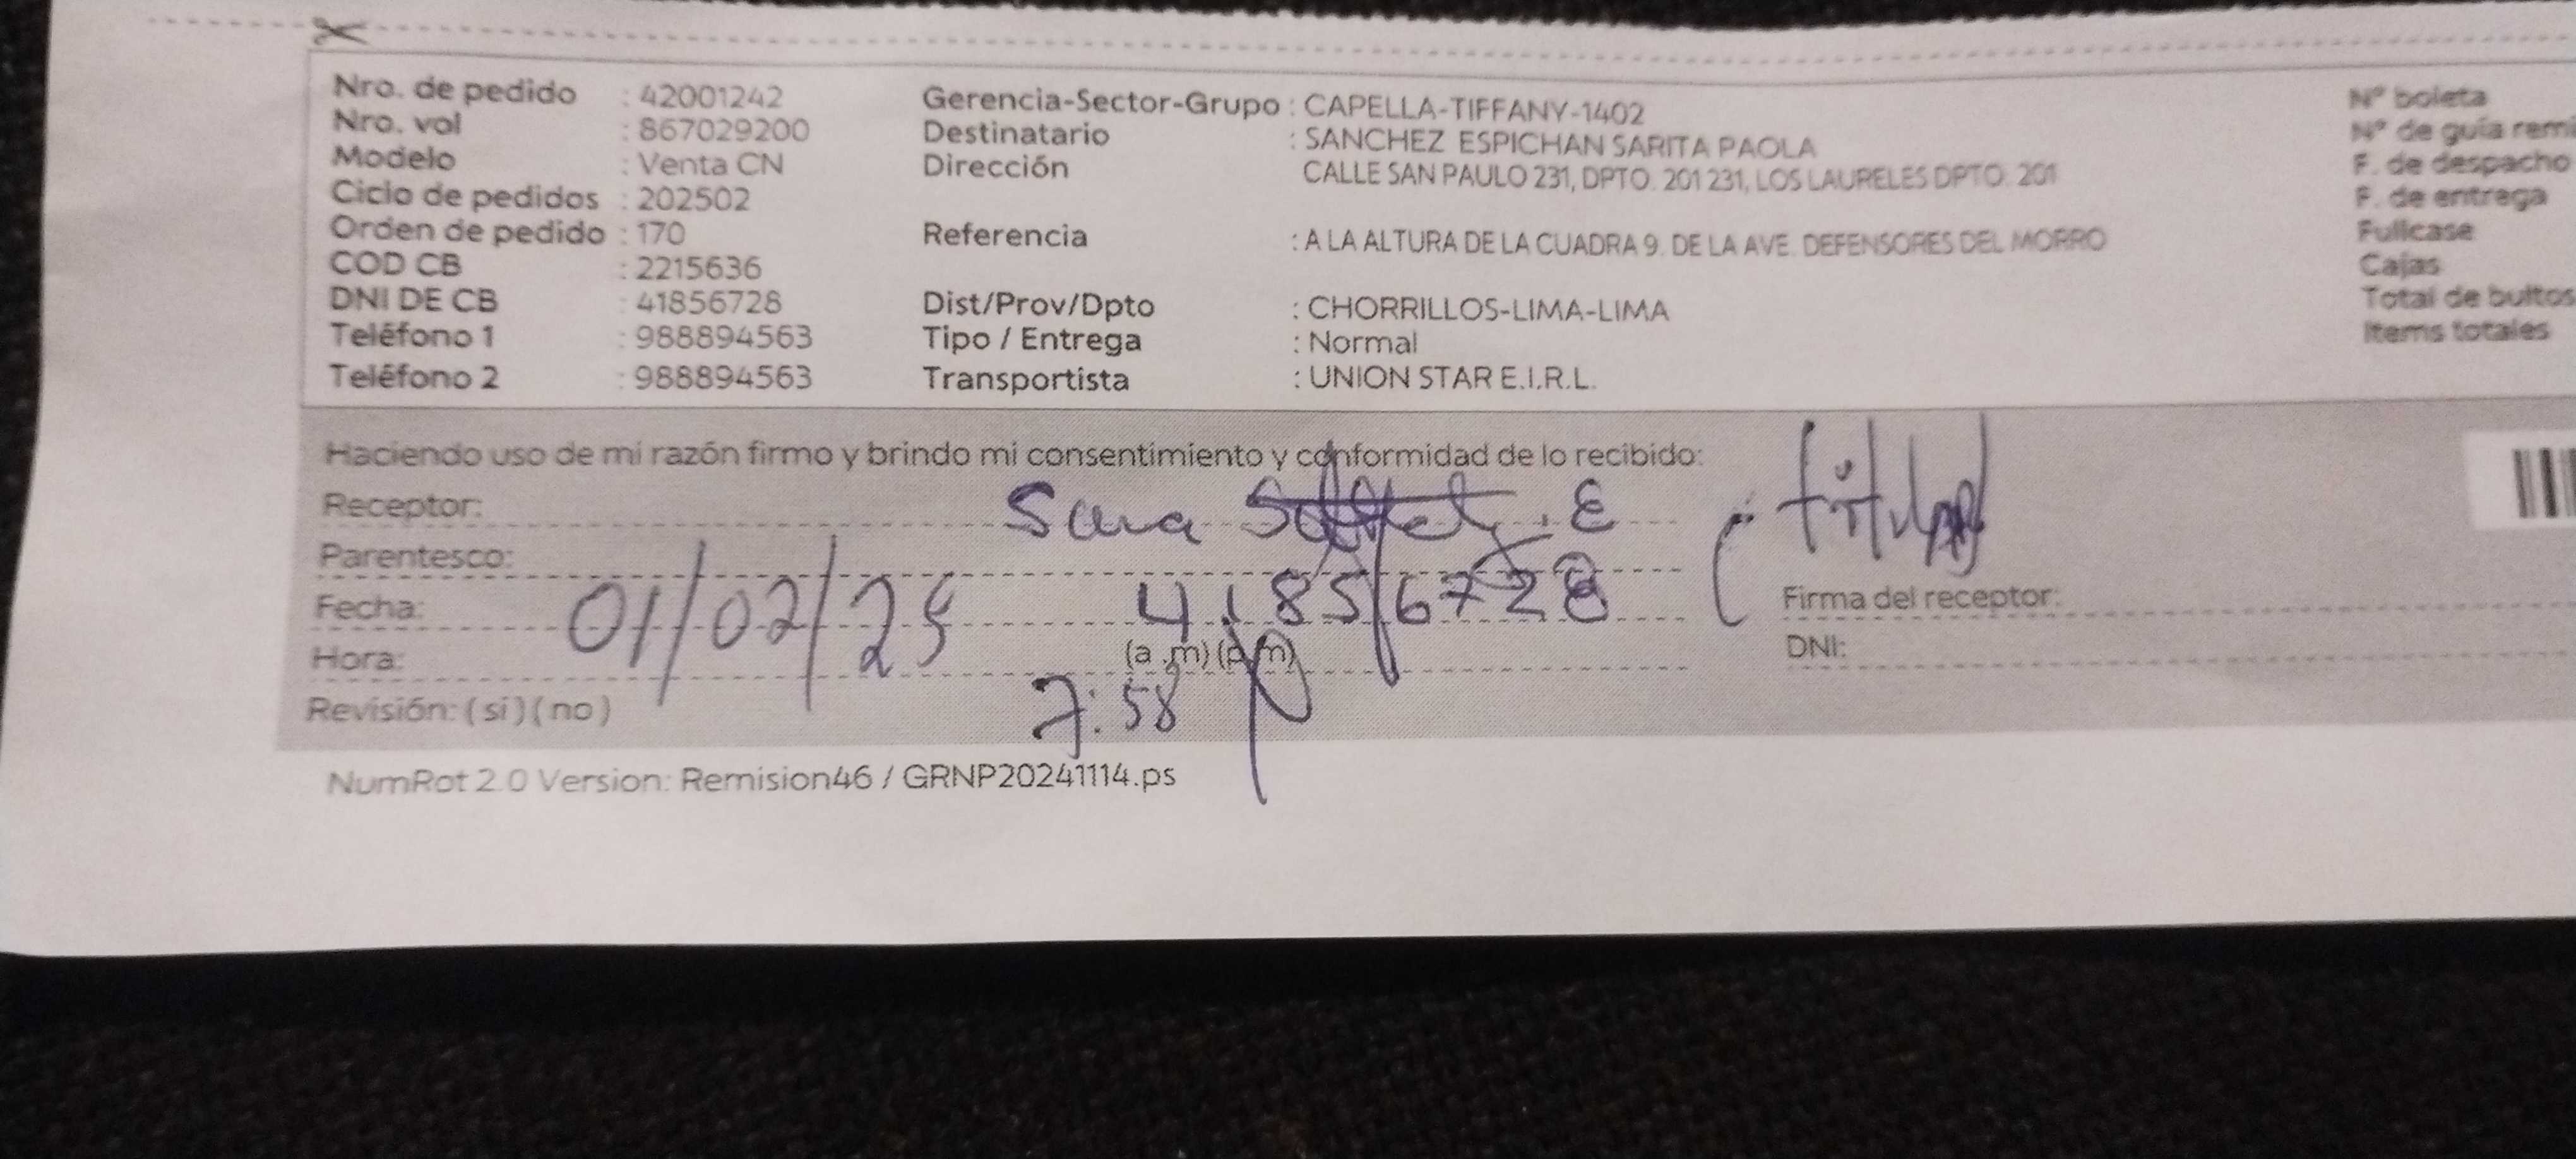 Nro. de pedido : 42001242 Gerencia-Sector-Grupo : CAPELLA-TIFFANY-1402 N° boleta
Nro. vol : 867029200 Destinatario : SANCHEZ ESPICHAN SARITA PAOLA N° de guía remi
Modelo : Venta CN Dirección CALLE SAN PAULO 231, DPTO. 201 231, LOS LAURELES DPTO. 201 F. de despacho
Ciclo de pedidos : 202502 F. de entrega
Orden de pedido : 170 Referencia : A LA ALTURA DE LA CUADRA 9. DE LA AVE. DEFENSORES DEL MORRO Fullcase
COD CB : 2215636 Cajas
DNI DE CB : 41856728 Dist/Prov/Dpto : CHORRILLOS-LIMA-LIMA Total de bultos
Teléfono 1 : 988894563 Tipo / Entrega : Normal Items totales
Teléfono 2 : 988894563 Transportista : UNION STAR E.I.R.L.
Haciendo uso de mi razón firmo y brindo mi consentimiento y conformidad de lo recibido:
Receptor: Sara E titular
Parentesco:
Fecha: 01/02/25 41856728 Firma del receptor:
Hora: (a .m) (p .m) DNI:
7:58 p
Revisión: ( si ) ( no )
NumRot 2.0 Version: Remision46 / GRNP20241114.ps